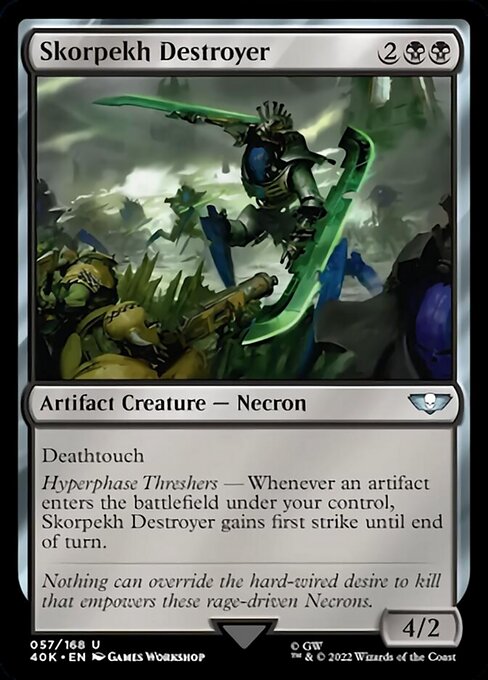 Skorpekh Destroyer 2
Artifact Creature — Necron
Deathtouch
Hyperphase Threshers — Whenever an artifact
enters the battlefield under your control,
Skorpekh Destroyer gains first strike until end
of turn.
Nothing can override the hard-wired desire to kill
that empowers these rage-driven Necrons.
4/2
057/168 U
40K • EN Games Workshop
© GW
™ & © 2022 Wizards of the Coast